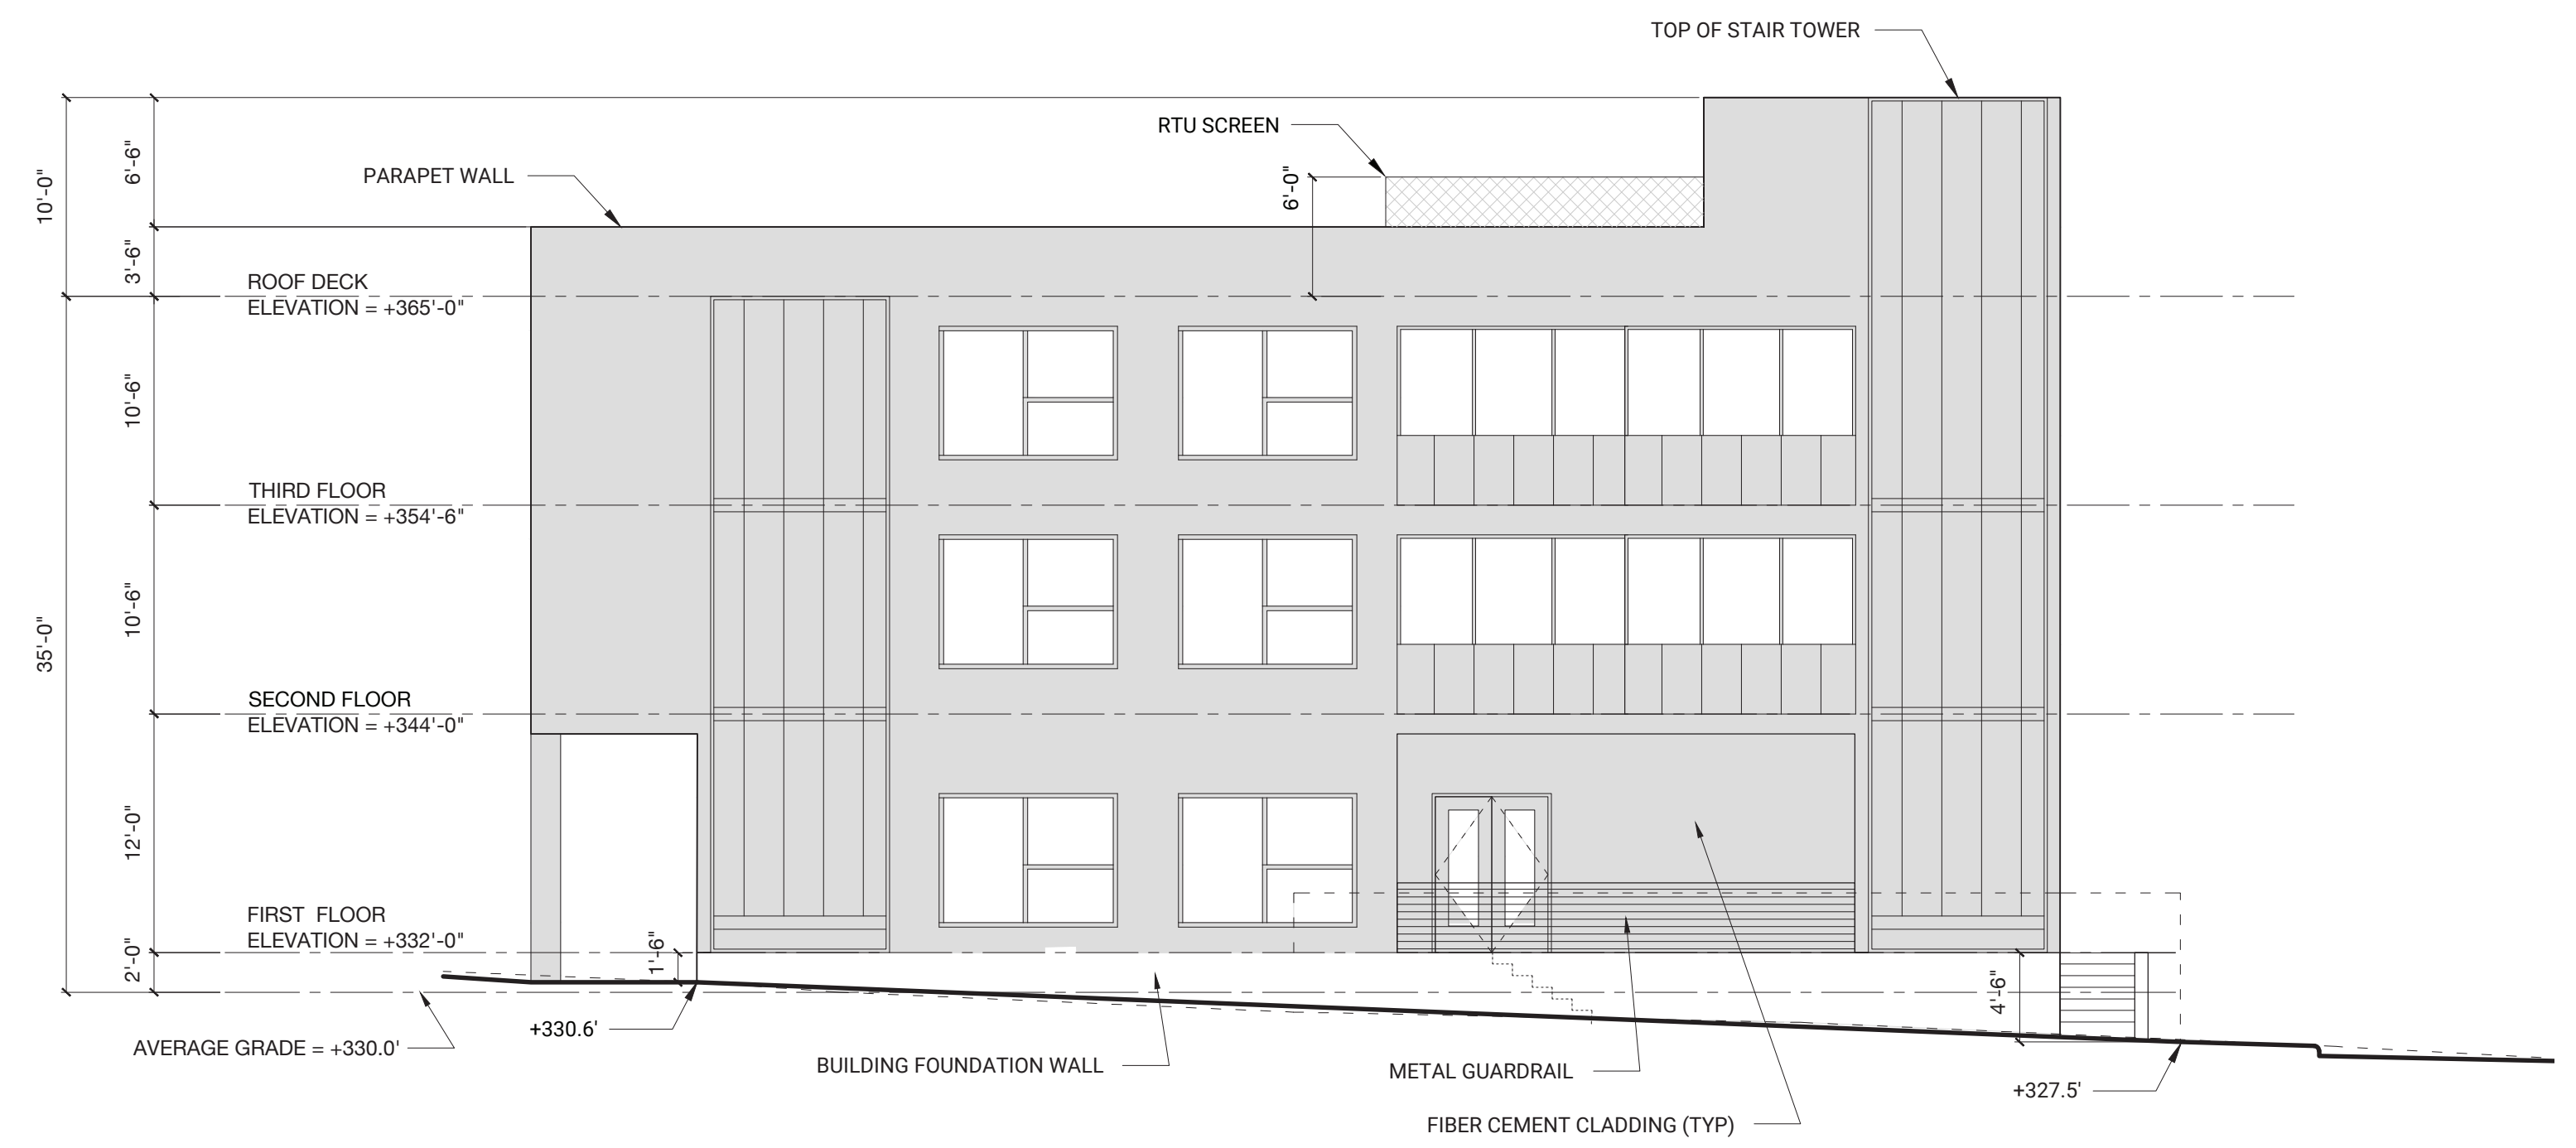 TOP OF STAIR TOWER
RTU SCREEN
PARAPET WALL
10'-0"
6'-6"
6'-0"
3'-6"
ROOF DECK
ELEVATION = +365'-0"
10'-6"
THIRD FLOOR
ELEVATION = +354'-6"
10'-6"
35'-0"
SECOND FLOOR
ELEVATION = +344'-0"
12'-0"
FIRST  FLOOR
ELEVATION = +332'-0"
2'-0"
1'-6"
4'-6"
+330.6'
AVERAGE GRADE = +330.0'
BUILDING FOUNDATION WALL
METAL GUARDRAIL
+327.5'
FIBER CEMENT CLADDING (TYP)